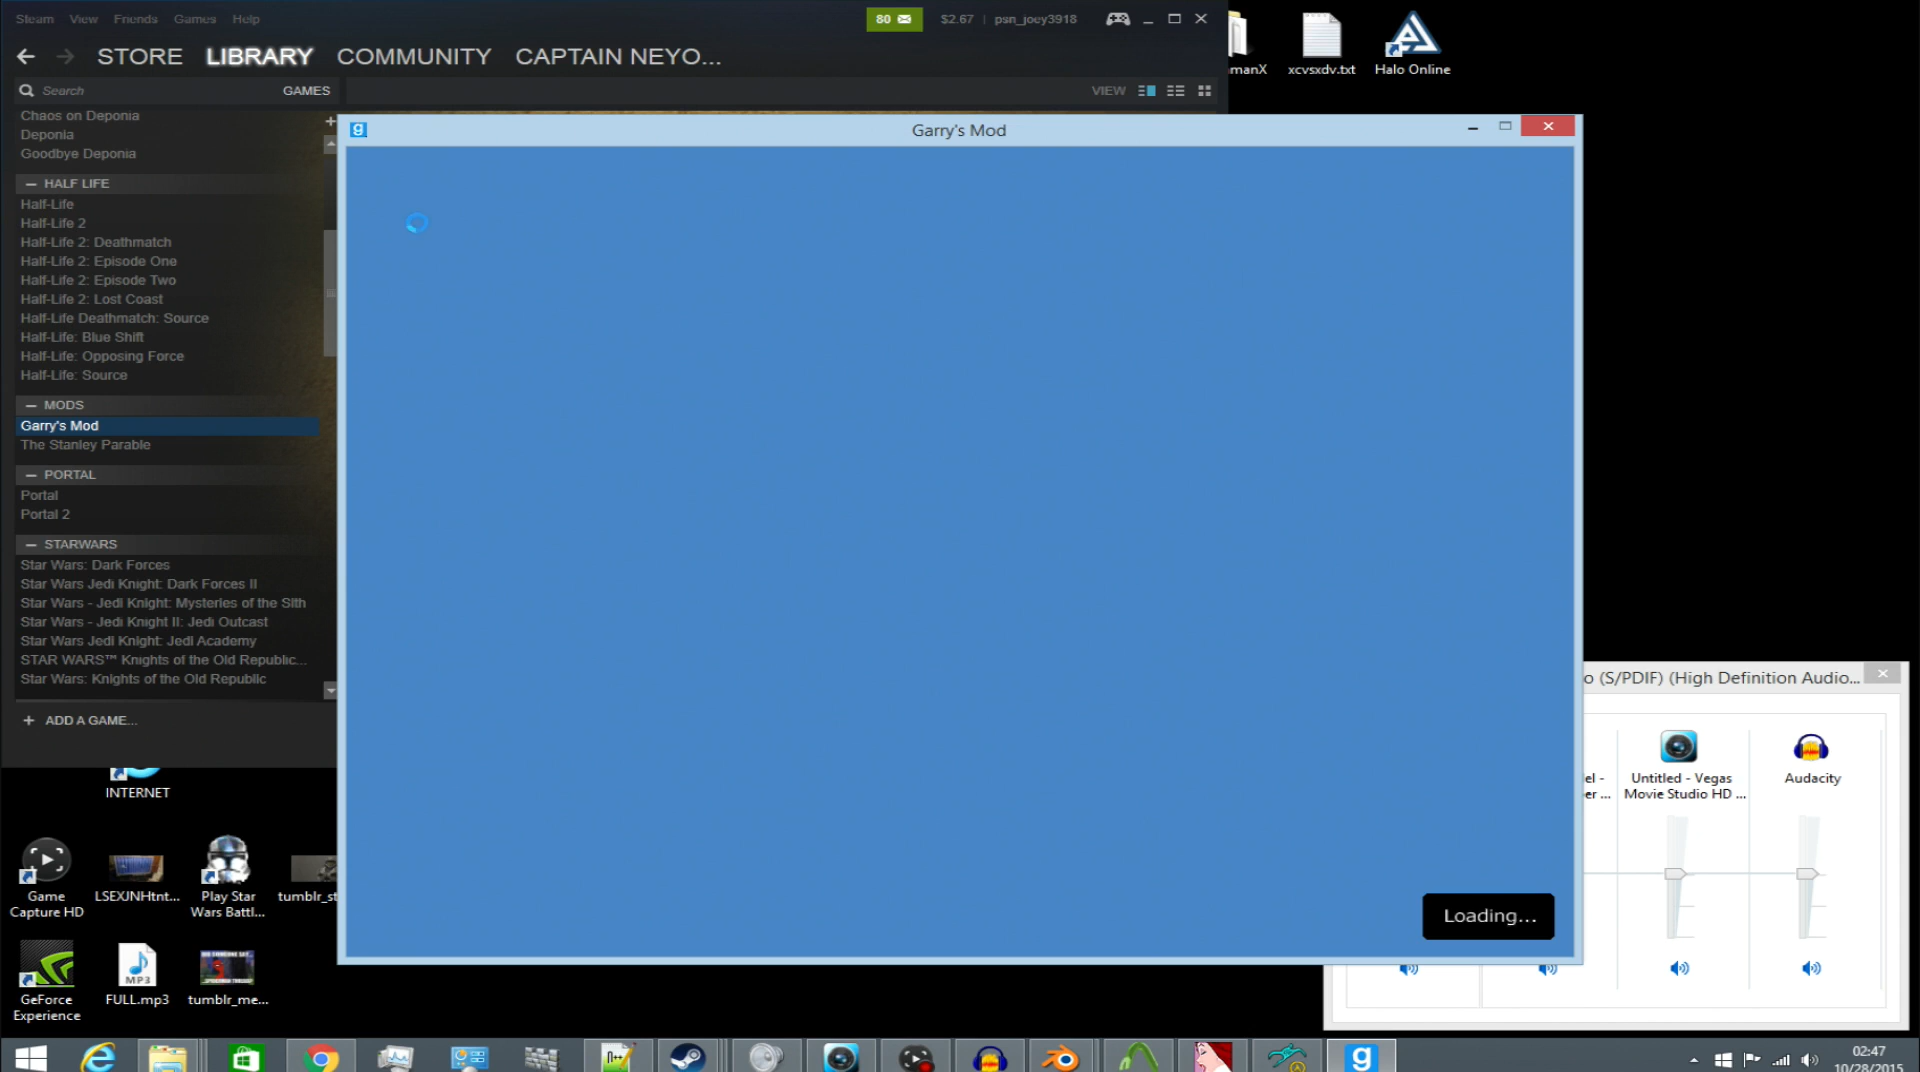 Steam View Friends Games Help
80 $2.67 | psn_joey3918
STORE LIBRARY COMMUNITY CAPTAIN NEYO...
Search GAMES VIEW
Chaos on Deponia
Deponia
Goodbye Deponia
— HALF LIFE
Half-Life
Half-Life 2
Half-Life 2: Deathmatch
Half-Life 2: Episode One
Half-Life 2: Episode Two
Half-Life 2: Lost Coast
Half-Life Deathmatch: Source
Half-Life: Blue Shift
Half-Life: Opposing Force
Half-Life: Source
— MODS
Garry's Mod
The Stanley Parable
— PORTAL
Portal
Portal 2
— STARWARS
Star Wars: Dark Forces
Star Wars Jedi Knight: Dark Forces II
Star Wars - Jedi Knight: Mysteries of the Sith
Star Wars - Jedi Knight II: Jedi Outcast
Star Wars Jedi Knight: Jedi Academy
STAR WARS™ Knights of the Old Republic...
Star Wars: Knights of the Old Republic
+ ADD A GAME...
g Garry's Mod
Loading...
manX
xcvsxdv.txt
Halo Online
o (S/PDIF) (High Definition Audio...
el -
er ...
Untitled - Vegas
Movie Studio HD ...
Audacity
INTERNET
Game
Capture HD
LSEXJNHtnt...
Play Star
Wars Battl...
tumblr_st
GeForce
Experience
MP3
FULL.mp3
tumblr_me...
n++
g
02:47
10/28/2015